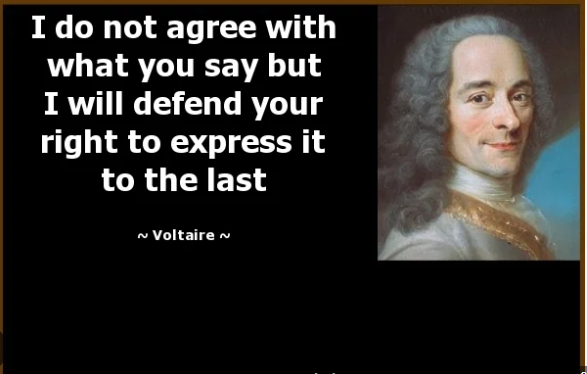 I do not agree with
what you say but
I will defend your
right to express it
to the last
~ Voltaire ~